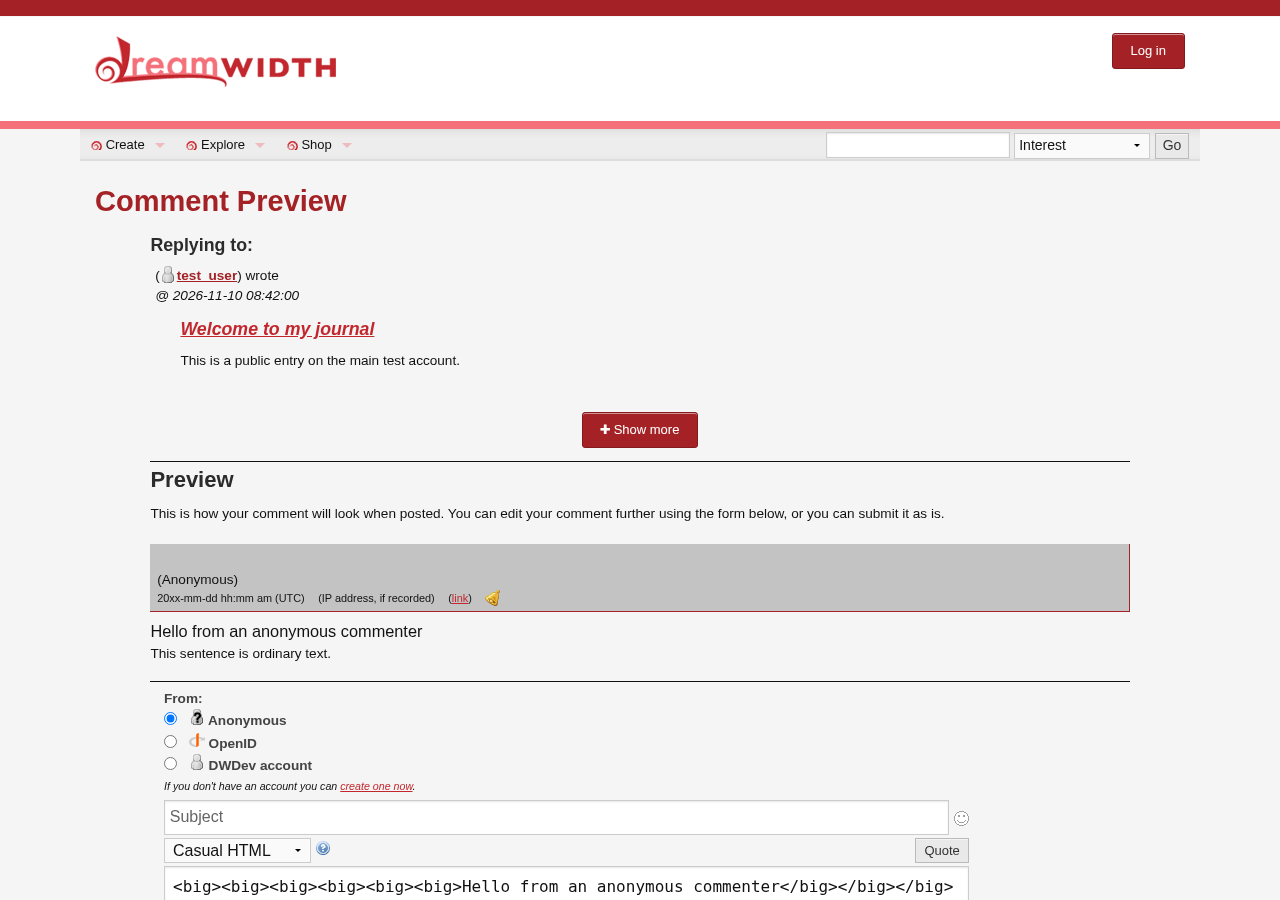 dreamWIDTH
Log in
Create Explore Shop Interest Go
Comment Preview
Replying to:
(test_user) wrote
@ 2026-11-10 08:42:00
Welcome to my journal
This is a public entry on the main test account.
Show more
Preview
This is how your comment will look when posted. You can edit your comment further using the form below, or you can submit it as is.
(Anonymous)
20xx-mm-dd hh:mm am (UTC) (IP address, if recorded) (link)
Hello from an anonymous commenter
This sentence is ordinary text.
From:
Anonymous
OpenID
DWDev account
If you don't have an account you can create one now.
Subject
Casual HTML Quote
<big><big><big><big><big><big>Hello from an anonymous commenter</big></big></big>